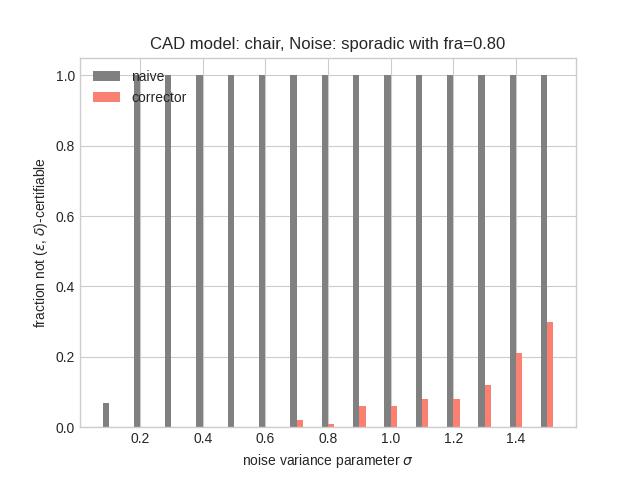 CAD model: chair, Noise: sporadic with fra=0.80
naive
corrector
fraction not (ε, δ)-certifiable
1.0
0.8
0.6
0.4
0.2
0.0
0.2 0.4 0.6 0.8 1.0 1.2 1.4
noise variance parameter σ